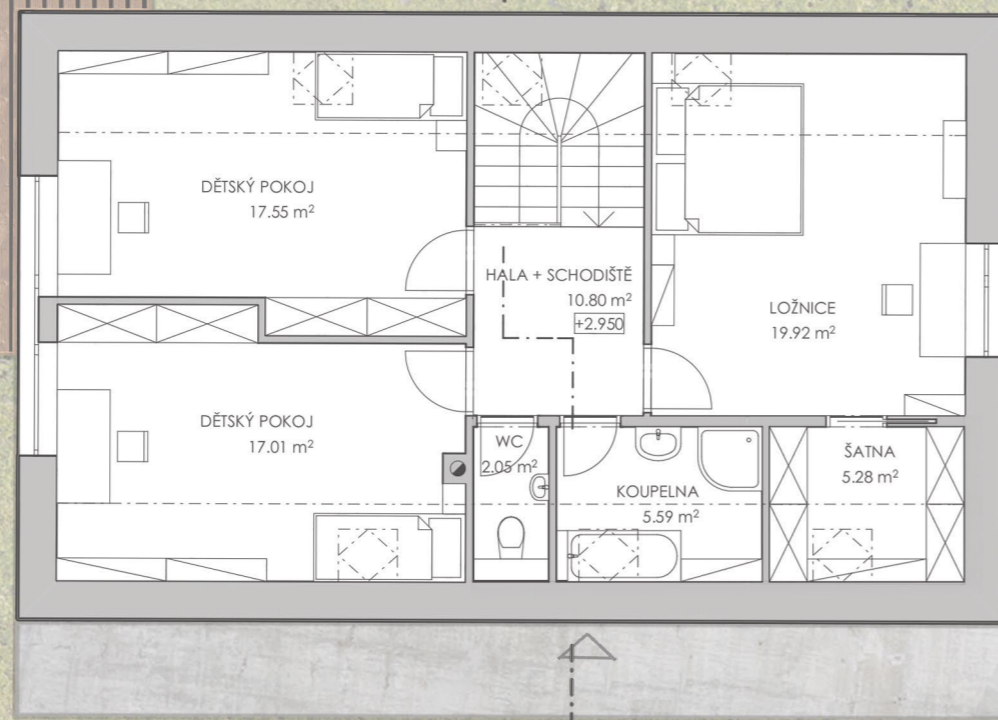 DĚTSKÝ POKOJ
17.55 m²
HALA + SCHODIŠTĚ
10.80 m²
+2.950
LOŽNICE
19.92 m²
DĚTSKÝ POKOJ
17.01 m²
WC
2.05 m²
KOUPELNA
5.59 m²
ŠATNA
5.28 m²